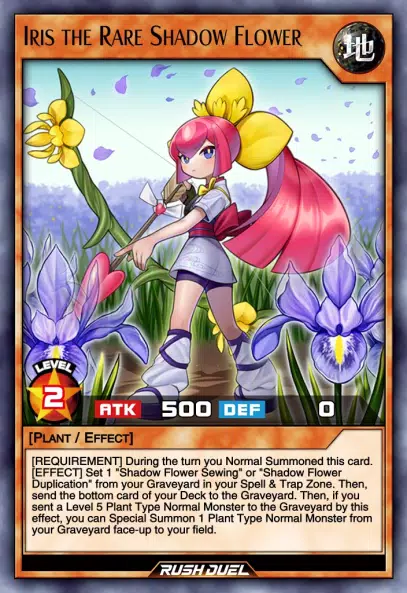 Iris the Rare Shadow Flower
地
LEVEL
2
ATK 500 DEF 0
[Plant / Effect]
[REQUIREMENT] During the turn you Normal Summoned this card.
[EFFECT] Set 1 "Shadow Flower Sewing" or "Shadow Flower
Duplication" from your Graveyard in your Spell & Trap Zone. Then,
send the bottom card of your Deck to the Graveyard. Then, if you
sent a Level 5 Plant Type Normal Monster to the Graveyard by this
effect, you can Special Summon 1 Plant Type Normal Monster from
your Graveyard face-up to your field.
RUSH DUEL